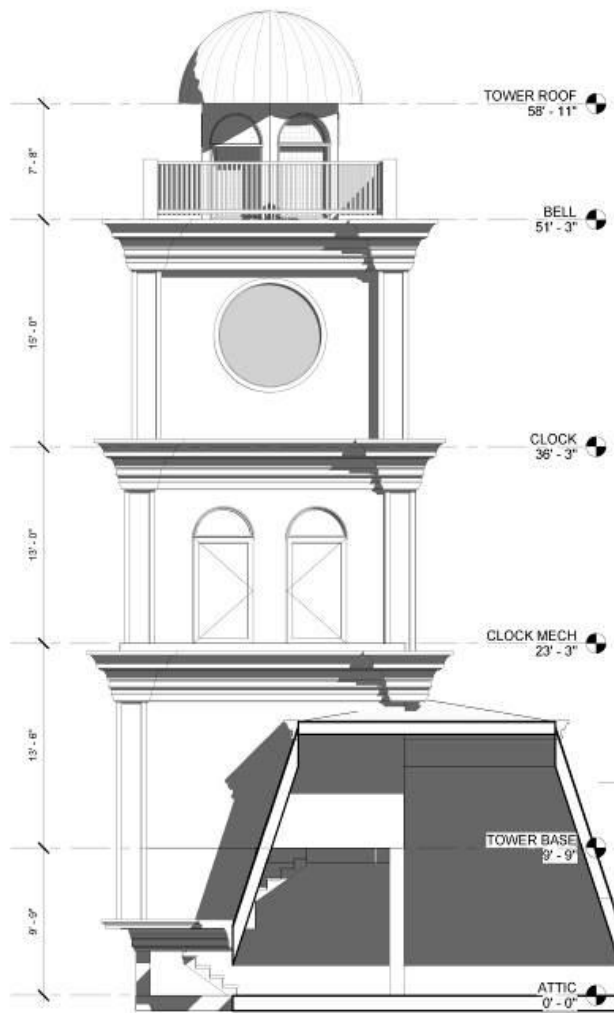 TOWER ROOF
58' - 11"
7' - 8"
BELL
51' - 3"
15' - 0"
CLOCK
36' - 3"
13' - 0"
CLOCK MECH
23' - 3"
13' - 6"
TOWER BASE
9' - 9"
9' - 9"
ATTIC
0' - 0"